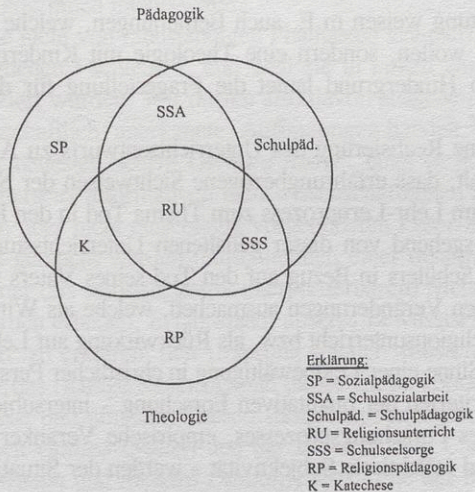 Pädagogik
SSA
SP
Schulpäd.
RU
K
SSS
RP
Theologie
Erklärung:
SP = Sozialpädagogik
SSA = Schulsozialarbeit
Schulpäd. = Schulpädagogik
RU = Religionsunterricht
SSS = Schulseelsorge
RP = Religionspädagogik
K = Katechese